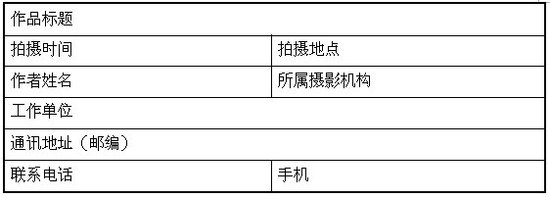 作品标题
拍摄时间 拍摄地点
作者姓名 所属摄影机构
工作单位
通讯地址（邮编）
联系电话 手机